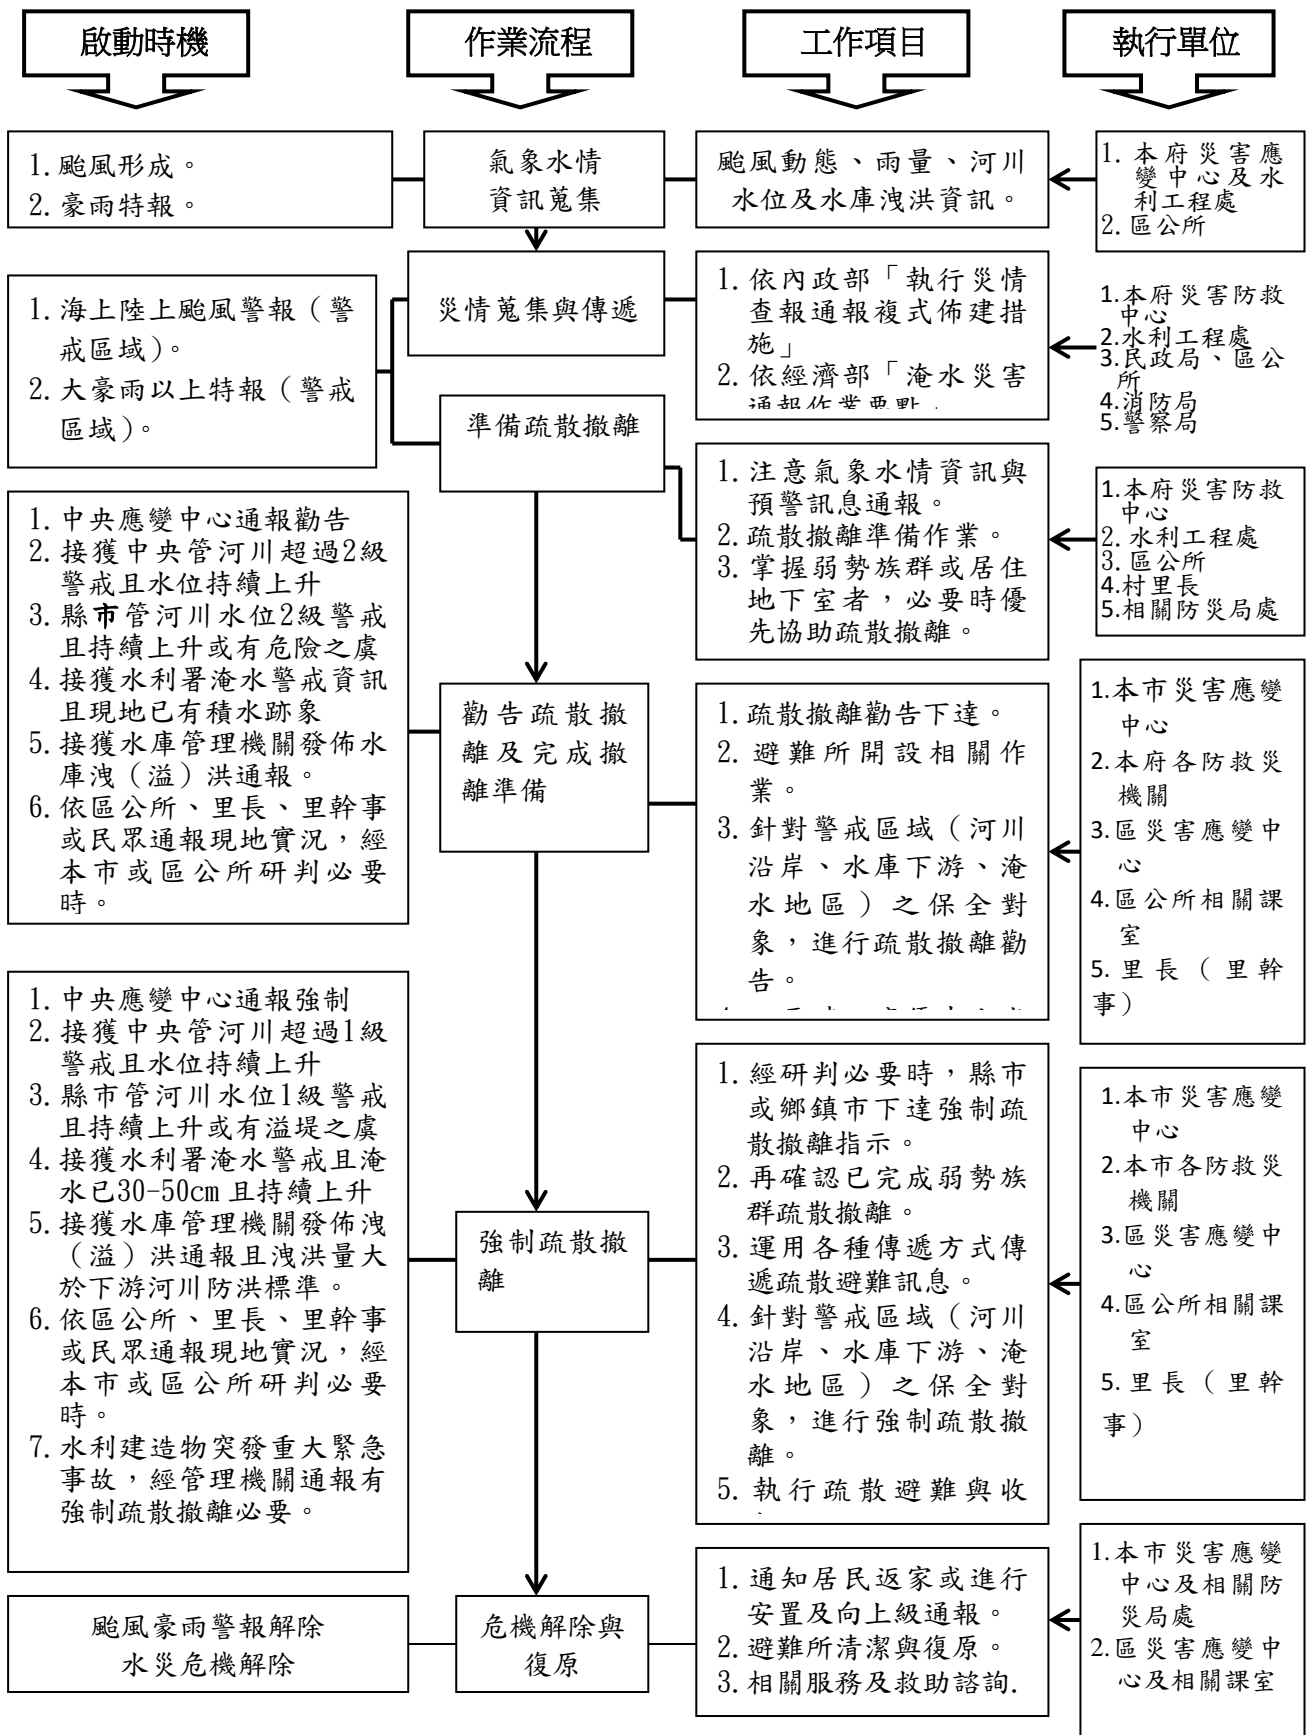 啟動時機
作業流程
工作項目
執行單位
1.颱風形成。
2.豪雨特報。
氣象水情
資訊蒐集
颱風動態、雨量、河川
水位及水庫洩洪資訊。
1. 本府災害應
變中心及水
利工程處
2.區公所
1.海上陸上颱風警報（警
戒區域）。
2.大豪雨以上特報（警戒
區域）。
災情蒐集與傳遞
1.依內政部「執行災情
查報通報複式佈建措
施」
2.依經濟部「淹水災害
通報作業要點」
1.本府災害防救
中心
2.水利工程處
3.民政局、區公
所
4.消防局
5.警察局
準備疏散撤離
1.注意氣象水情資訊與
預警訊息通報。
2.疏散撤離準備作業。
3.掌握弱勢族群或居住
地下室者，必要時優
先協助疏散撤離。
1.本府災害防救
中心
2.水利工程處
3.區公所
4.村里長
5.相關防災局處
1.中央應變中心通報勸告
2.接獲中央管河川超過2級
警戒且水位持續上升
3.縣市管河川水位2級警戒
且持續上升或有危險之虞
4.接獲水利署淹水警戒資訊
且現地已有積水跡象
5.接獲水庫管理機關發佈水
庫洩（溢）洪通報。
6.依區公所、里長、里幹事
或民眾通報現地實況，經
本市或區公所研判必要
時。
勸告疏散撤
離及完成撤
離準備
1.疏散撤離勸告下達。
2.避難所開設相關作
業。
3.針對警戒區域（河川
沿岸、水庫下游、淹
水地區）之保全對
象，進行疏散撤離勸
告。
1.本市災害應變
中心
2.本府各防救災
機關
3.區災害應變中
心
4.區公所相關課
室
5.里長（里幹
事）
1.中央應變中心通報強制
2.接獲中央管河川超過1級
警戒且水位持續上升
3.縣市管河川水位1級警戒
且持續上升或有溢堤之虞
4.接獲水利署淹水警戒且淹
水已30-50cm且持續上升
5.接獲水庫管理機關發佈洩
（溢）洪通報且洩洪量大
於下游河川防洪標準。
6.依區公所、里長、里幹事
或民眾通報現地實況，經
本市或區公所研判必要
時。
7.水利建造物突發重大緊急
事故，經管理機關通報有
強制疏散撤離必要。
強制疏散撤
離
1.經研判必要時，縣市
或鄉鎮市下達強制疏
散撤離指示。
2.再確認已完成弱勢族
群疏散撤離。
3.運用各種傳遞方式傳
遞疏散避難訊息。
4.針對警戒區域（河川
沿岸、水庫下游、淹
水地區）之保全對
象，進行強制疏散撤
離。
5.執行疏散避難與收
1.本市災害應變
中心
2.本市各防救災
機關
3.區災害應變中
心
4.區公所相關課
室
5.里長（里幹
事）
颱風豪雨警報解除
水災危機解除
危機解除與
復原
1.通知居民返家或進行
安置及向上級通報。
2.避難所清潔與復原。
3.相關服務及救助諮詢.
1.本市災害應變
中心及相關防
災局處
2.區災害應變中
心及相關課室